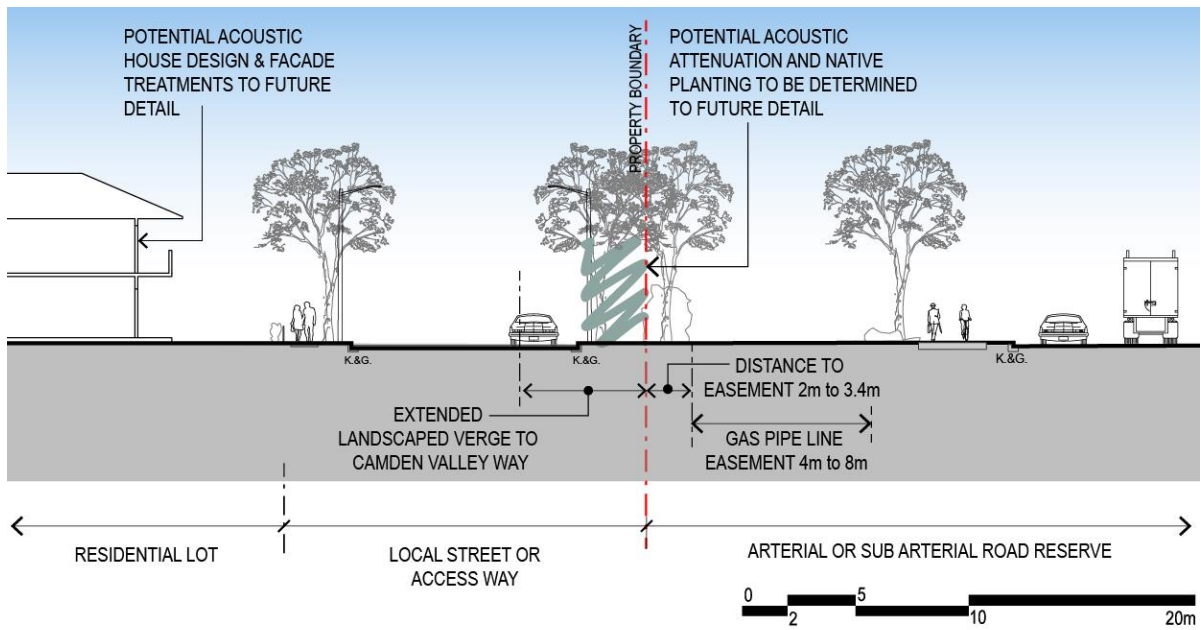 POTENTIAL ACOUSTIC
HOUSE DESIGN & FACADE
TREATMENTS TO FUTURE
DETAIL
PROPERTY BOUNDARY
POTENTIAL ACOUSTIC
ATTENUATION AND NATIVE
PLANTING TO BE DETERMINED
TO FUTURE DETAIL
K.&G.
K.&G.
K.&G.
DISTANCE TO
EASEMENT 2m to 3.4m
EXTENDED
LANDSCAPED VERGE TO
CAMDEN VALLEY WAY
GAS PIPE LINE
EASEMENT 4m to 8m
RESIDENTIAL LOT
LOCAL STREET OR
ACCESS WAY
ARTERIAL OR SUB ARTERIAL ROAD RESERVE
0 5
2 10 20m